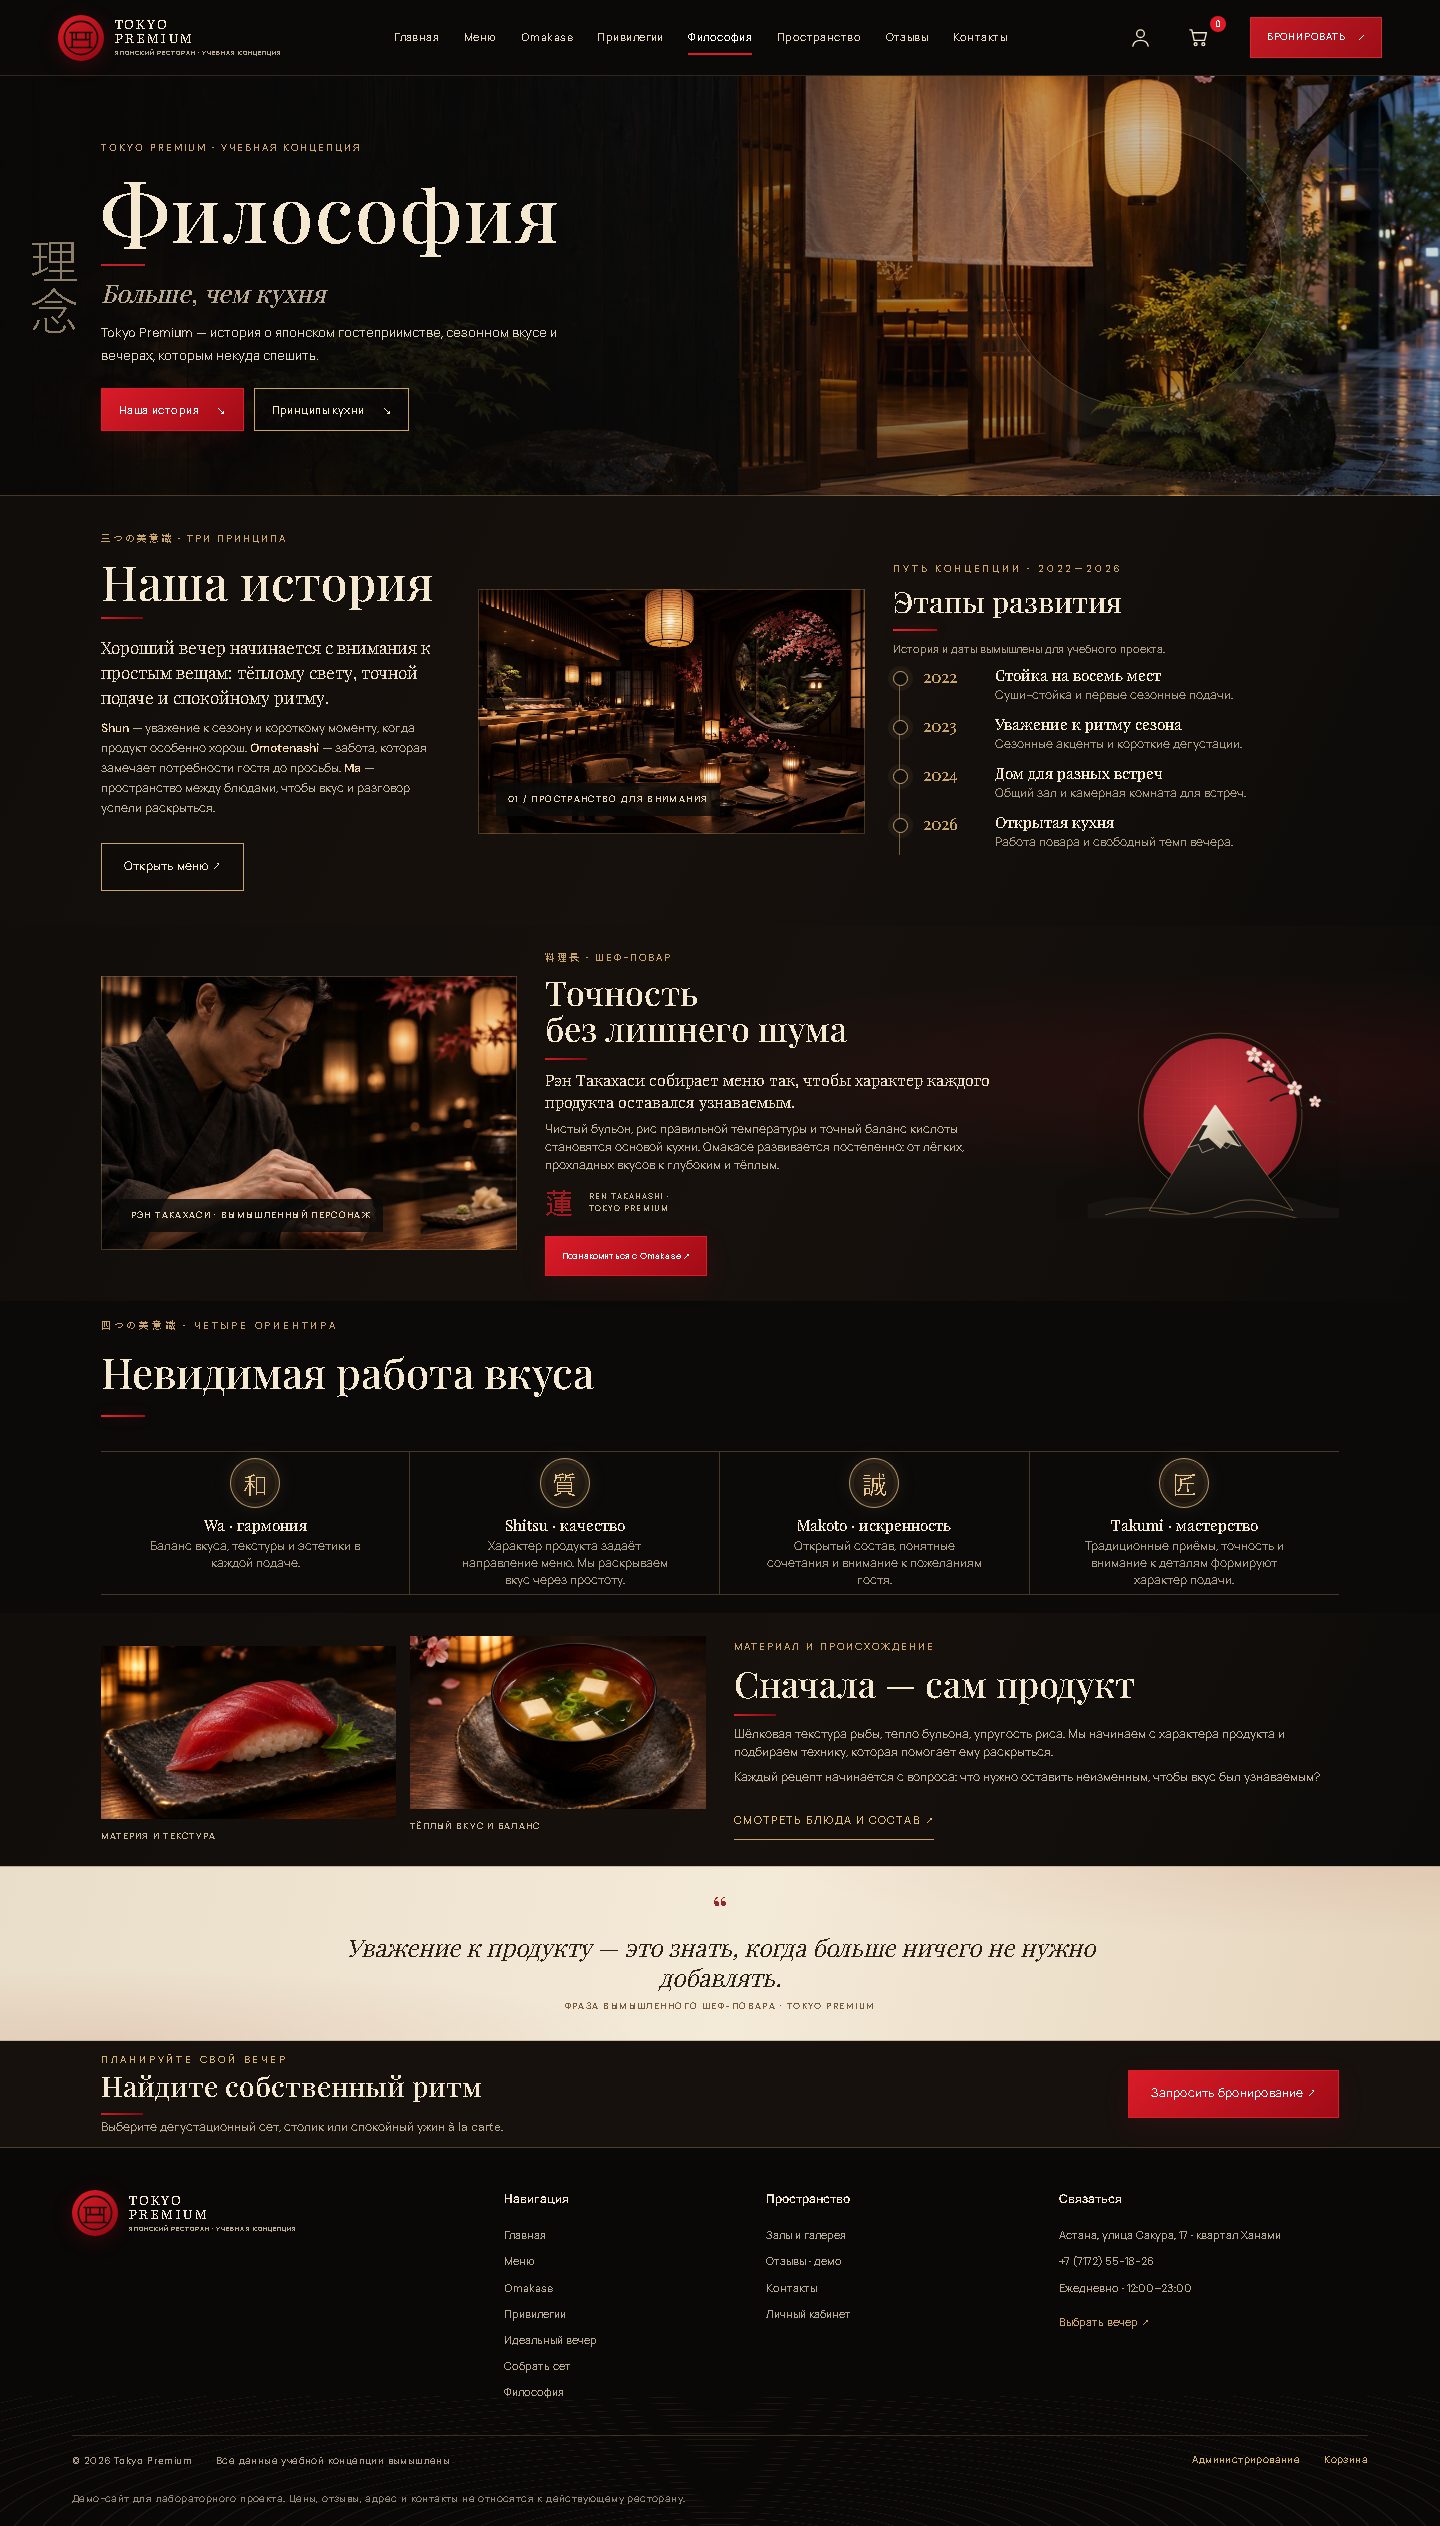 TOKYO
PREMIUM
ЯПОНСКИЙ РЕСТОРАН · УЧЕБНАЯ КОНЦЕПЦИЯ
Главная
Меню
Omakase
Привилегии
Философия
Пространство
Отзывы
Контакты
0
БРОНИРОВАТЬ ↗
TOKYO PREMIUM · УЧЕБНАЯ КОНЦЕПЦИЯ
Философия
理
念
Больше, чем кухня
Tokyo Premium — история о японском гостеприимстве, сезонном вкусе и
вечерах, которым некуда спешить.
Наша история ↘
Принципы кухни ↘
三つの美意識 · ТРИ ПРИНЦИПА
Наша история
Хороший вечер начинается с внимания к
простым вещам: тёплому свету, точной
подаче и спокойному ритму.
Shun — уважение к сезону и короткому моменту, когда
продукт особенно хорош. Omotenashi — забота, которая
замечает потребности гостя до просьбы. Ma —
пространство между блюдами, чтобы вкус и разговор
успели раскрыться.
Открыть меню ↗
01 / ПРОСТРАНСТВО ДЛЯ ВНИМАНИЯ
ПУТЬ КОНЦЕПЦИИ · 2022—2026
Этапы развития
История и даты вымышлены для учебного проекта.
2022
Стойка на восемь мест
Суши-стойка и первые сезонные подачи.
2023
Уважение к ритму сезона
Сезонные акценты и короткие дегустации.
2024
Дом для разных встреч
Общий зал и камерная комната для встреч.
2026
Открытая кухня
Работа повара и свободный темп вечера.
РЭН ТАКАХАСИ · ВЫМЫШЛЕННЫЙ ПЕРСОНАЖ
料理長 · ШЕФ-ПОВАР
Точность
без лишнего шума
Рэн Такахаси собирает меню так, чтобы характер каждого
продукта оставался узнаваемым.
Чистый бульон, рис правильной температуры и точный баланс кислоты
становятся основой кухни. Омакасе развивается постепенно: от лёгких,
прохладных вкусов к глубоким и тёплым.
蓮
REN TAKAHASHI ·
TOKYO PREMIUM
Познакомиться с Omakase ↗
四つの美意識 · ЧЕТЫРЕ ОРИЕНТИРА
Невидимая работа вкуса
和
Wa · гармония
Баланс вкуса, текстуры и эстетики в
каждой подаче.
質
Shitsu · качество
Характер продукта задаёт
направление меню. Мы раскрываем
вкус через простоту.
誠
Makoto · искренность
Открытый состав, понятные
сочетания и внимание к пожеланиям
гостя.
匠
Takumi · мастерство
Традиционные приёмы, точность и
внимание к деталям формируют
характер подачи.
МАТЕРИЯ И ТЕКСТУРА
ТЁПЛЫЙ ВКУС И БАЛАНС
МАТЕРИАЛ И ПРОИСХОЖДЕНИЕ
Сначала — сам продукт
Шёлковая текстура рыбы, тепло бульона, упругость риса. Мы начинаем с характера продукта и
подбираем технику, которая помогает ему раскрыться.
Каждый рецепт начинается с вопроса: что нужно оставить неизменным, чтобы вкус был узнаваемым?
СМОТРЕТЬ БЛЮДА И СОСТАВ ↗
“
Уважение к продукту — это знать, когда больше ничего не нужно
добавлять.
ФРАЗА ВЫМЫШЛЕННОГО ШЕФ-ПОВАРА · TOKYO PREMIUM
ПЛАНИРУЙТЕ СВОЙ ВЕЧЕР
Найдите собственный ритм
Выберите дегустационный сет, столик или спокойный ужин à la carte.
Запросить бронирование ↗
TOKYO
PREMIUM
ЯПОНСКИЙ РЕСТОРАН · УЧЕБНАЯ КОНЦЕПЦИЯ
Навигация
Главная
Меню
Omakase
Привилегии
Идеальный вечер
Собрать сет
Философия
Пространство
Залы и галерея
Отзывы · демо
Контакты
Личный кабинет
Связаться
Астана, улица Сакура, 17 · квартал Ханами
+7 (7172) 55-18-26
Ежедневно · 12:00–23:00
Выбрать вечер ↗
© 2026 Tokyo Premium
Все данные учебной концепции вымышлены
Администрирование
Корзина
Демо-сайт для лабораторного проекта. Цены, отзывы, адрес и контакты не относятся к действующему ресторану.